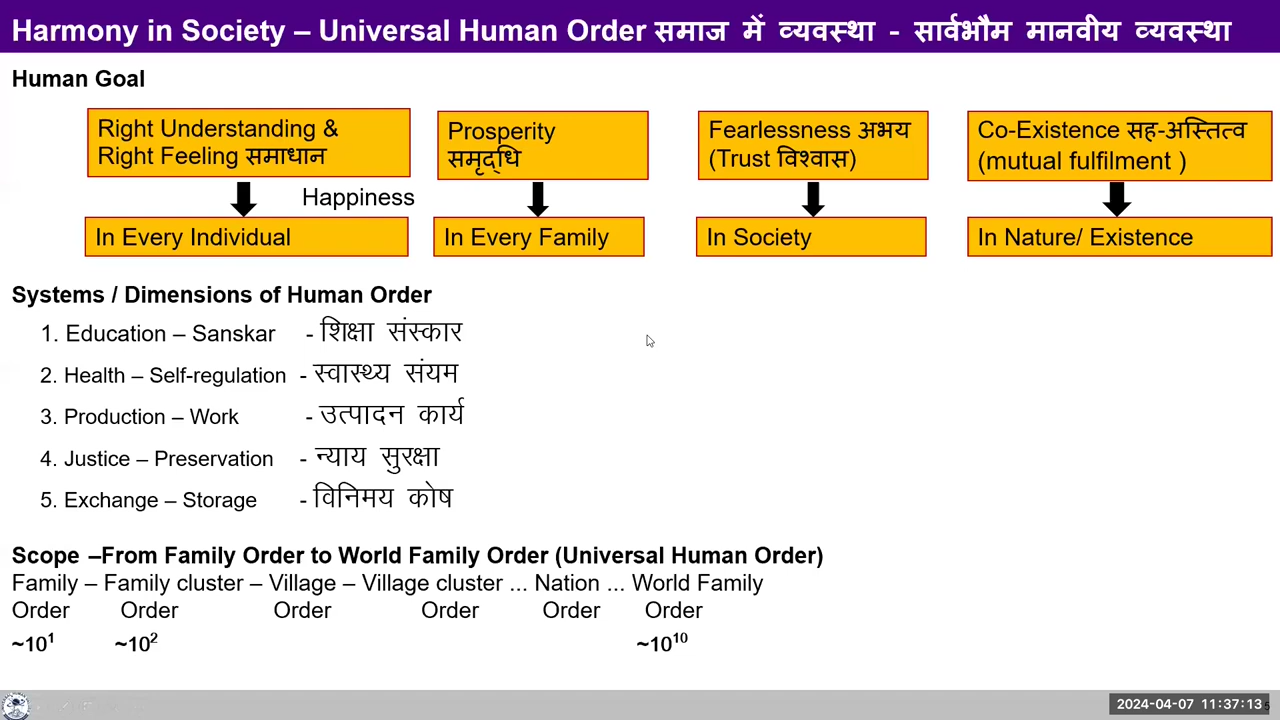 Harmony in Society – Universal Human Order समाज में व्यवस्था - सार्वभौम मानवीय व्यवस्था
Human Goal
Right Understanding &
Right Feeling समाधान
Prosperity
समृद्धि
Fearlessness अभय
(Trust विश्वास)
Co-Existence सह-अस्तित्व
(mutual fulfilment )
Happiness
In Every Individual
In Every Family
In Society
In Nature/ Existence
Systems / Dimensions of Human Order
1. Education – Sanskar - शिक्षा संस्कार
2. Health – Self-regulation - स्वास्थ्य संयम
3. Production – Work - उत्पादन कार्य
4. Justice – Preservation - न्याय सुरक्षा
5. Exchange – Storage - विनिमय कोष
Scope –From Family Order to World Family Order (Universal Human Order)
Family – Family cluster – Village – Village cluster ... Nation ... World Family
Order Order Order Order Order Order
~10¹ ~10² ~10¹⁰
2024-04-07 11:37:13